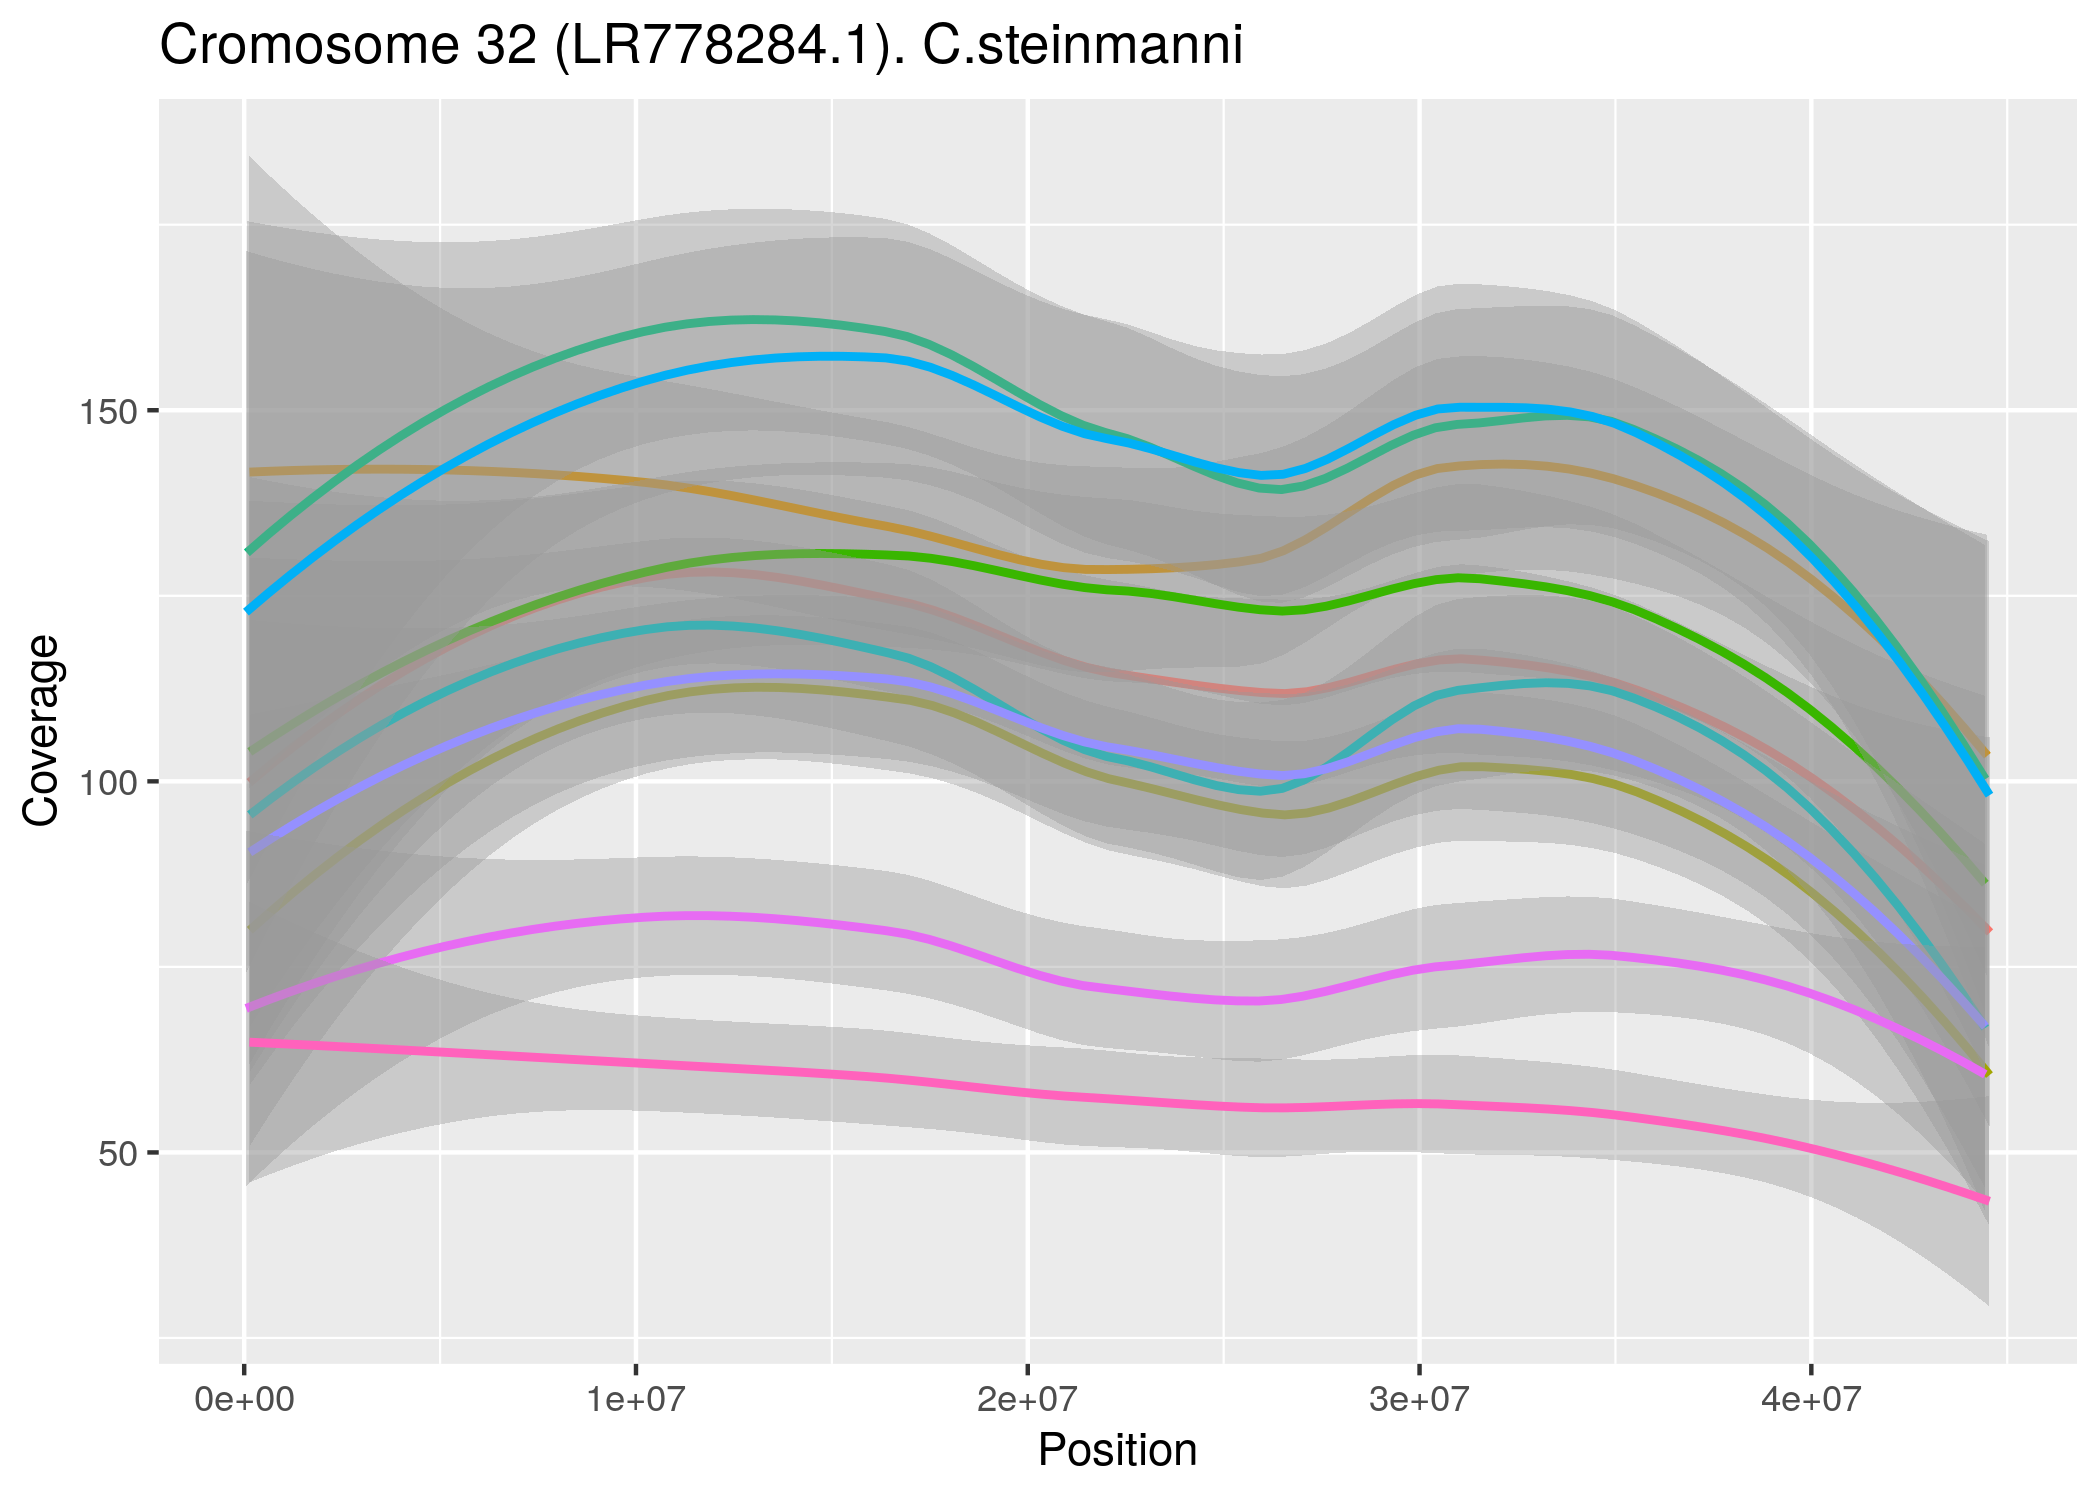 Cromosome 32 (LR778284.1). C.steinmanni
Coverage
150
100
50
0e+00 1e+07 2e+07 3e+07 4e+07
Position